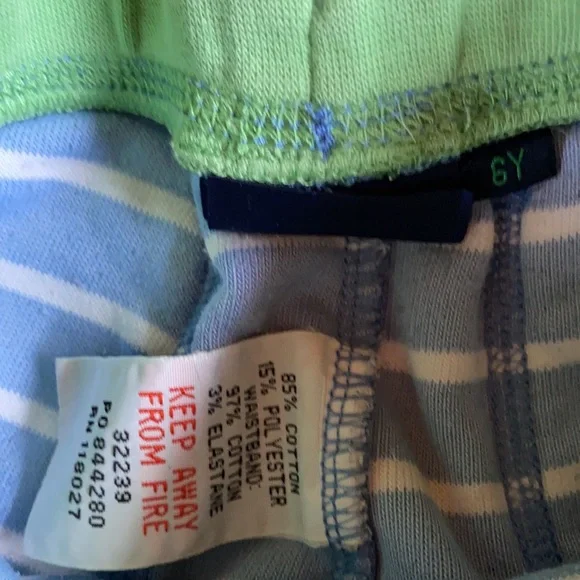 6Y
85% COTTON
15% POLYESTER
WAISTBAND:
97% COTTON
3% ELASTANE
KEEP AWAY
FROM FIRE
32239
PO 844280
RN 118027